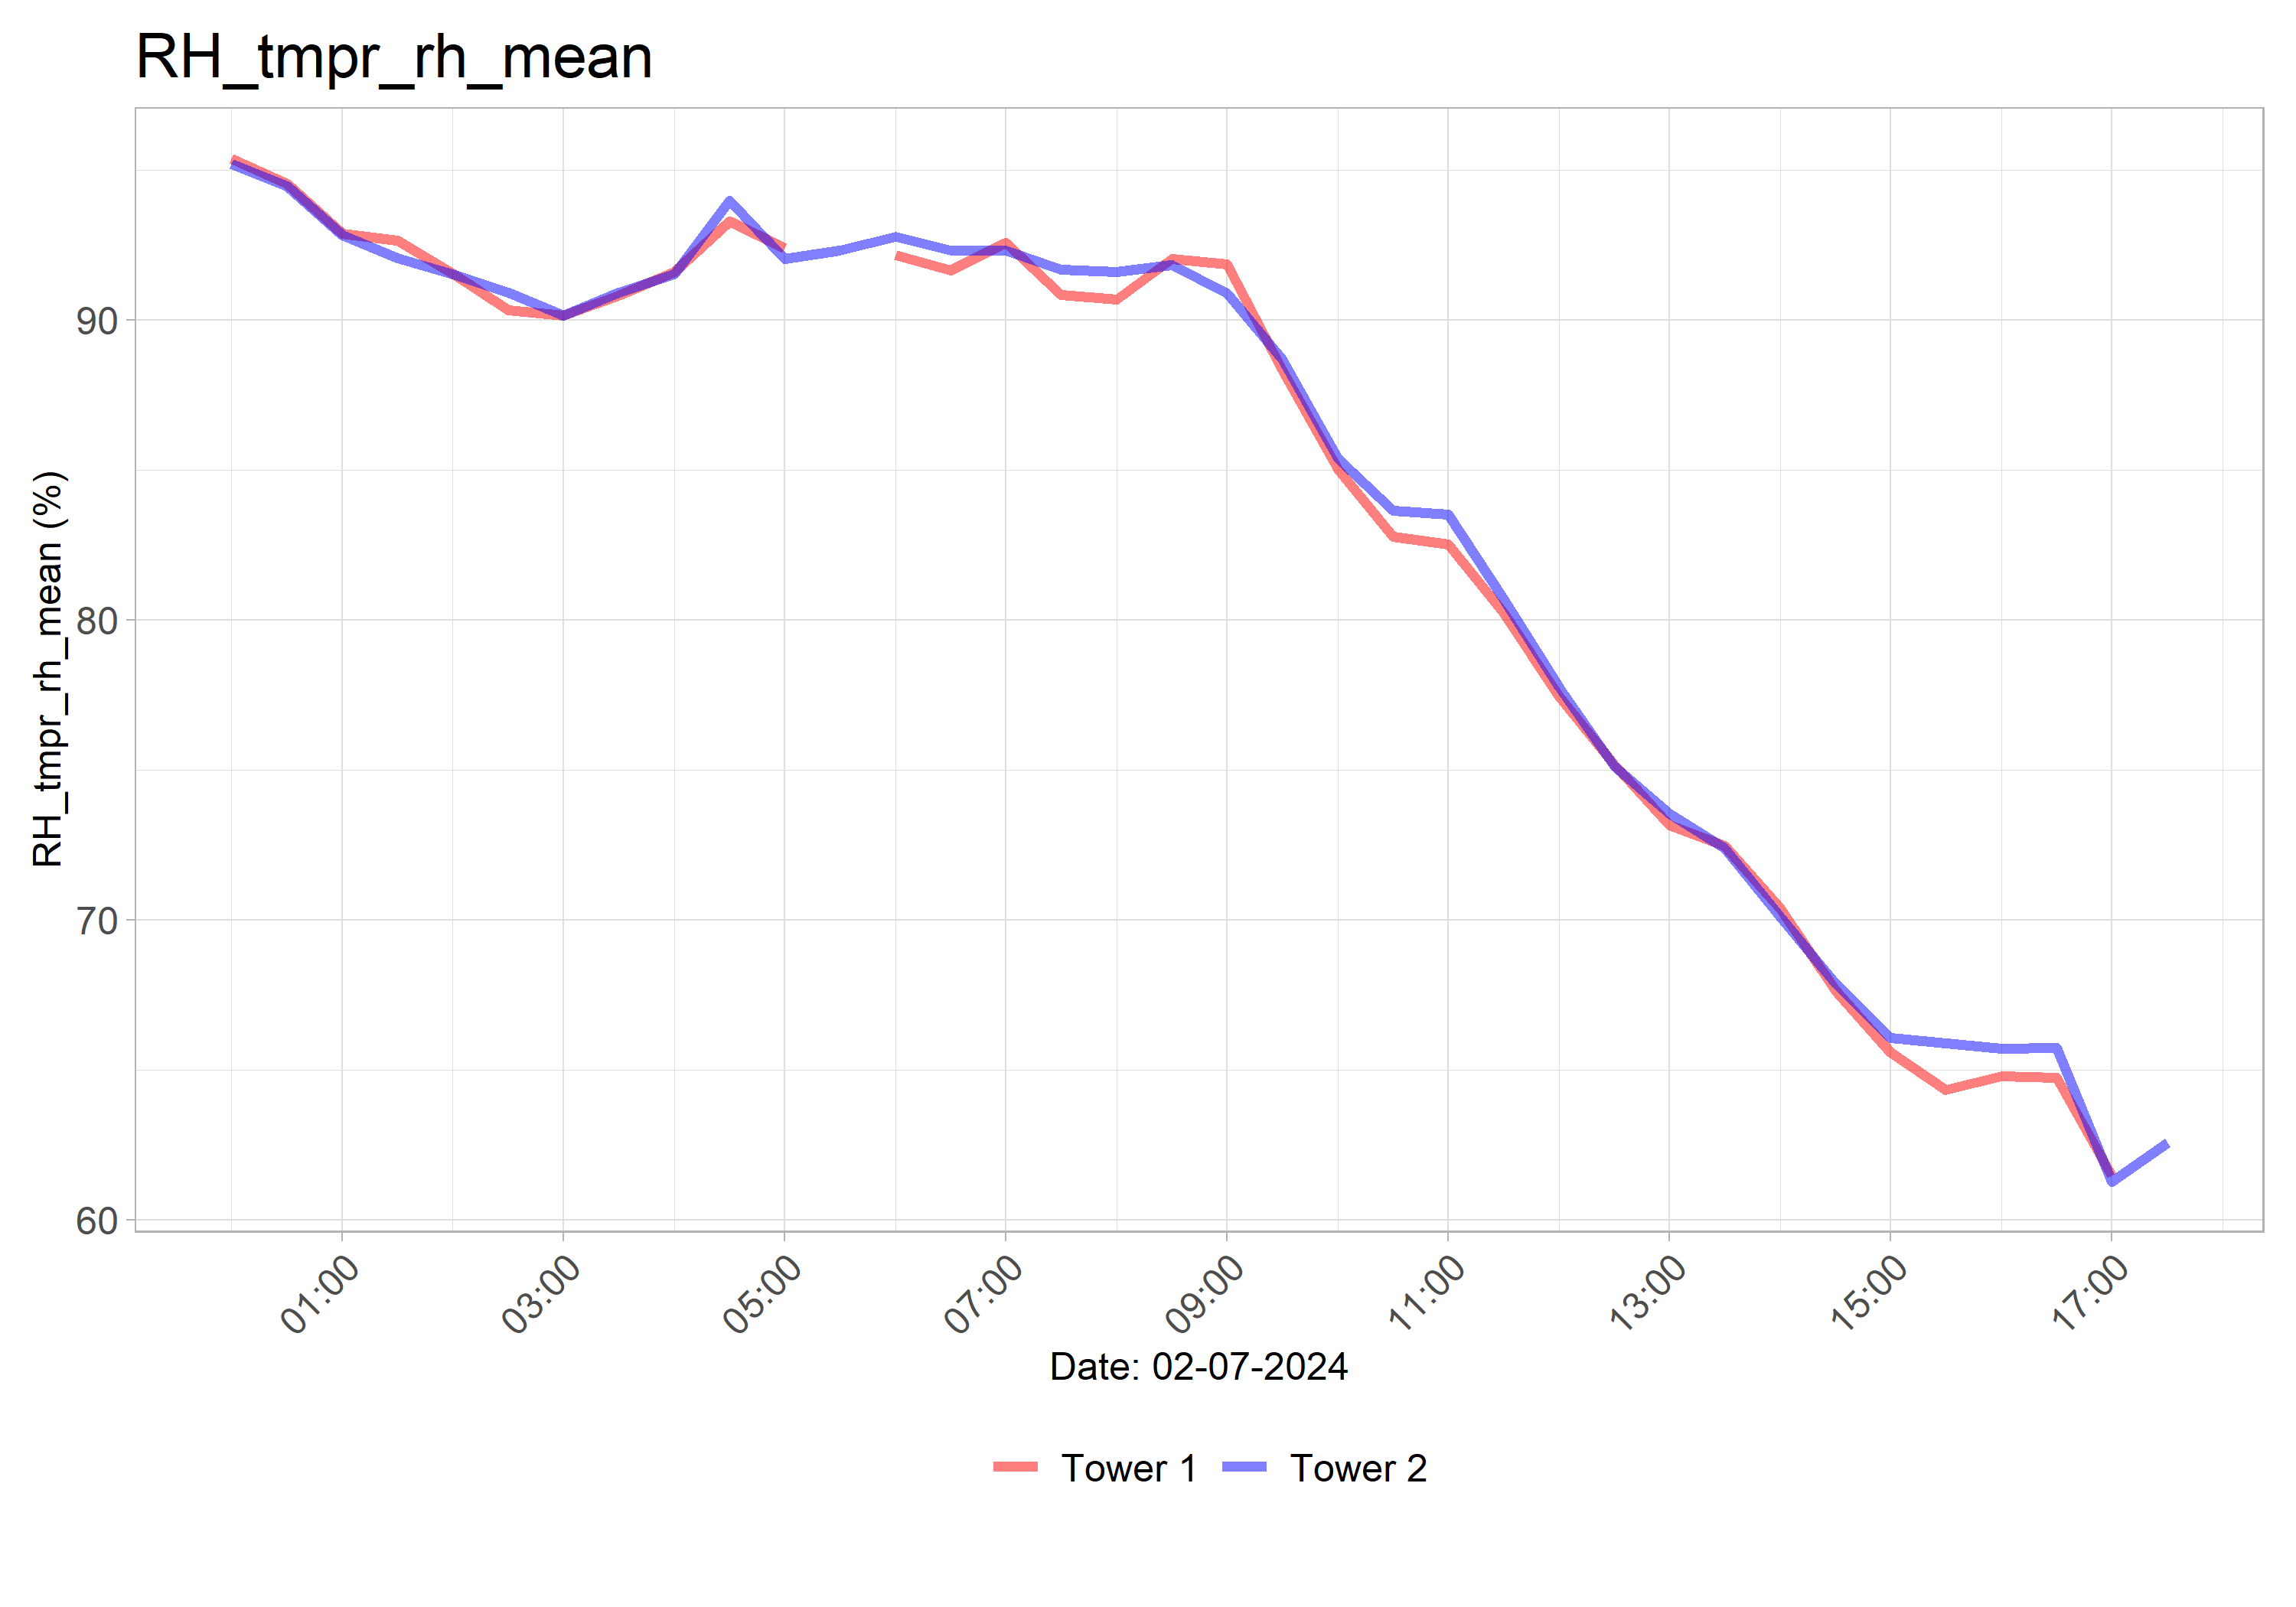 RH_tmpr_rh_mean
RH_tmpr_rh_mean (%)
90
80
70
60
01:00 03:00 05:00 07:00 09:00 11:00 13:00 15:00 17:00
Date: 02-07-2024
Tower 1 Tower 2